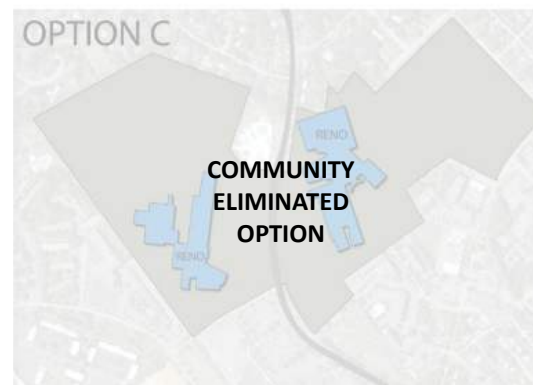 OPTION C
RENO
COMMUNITY
ELIMINATED
OPTION
RENO